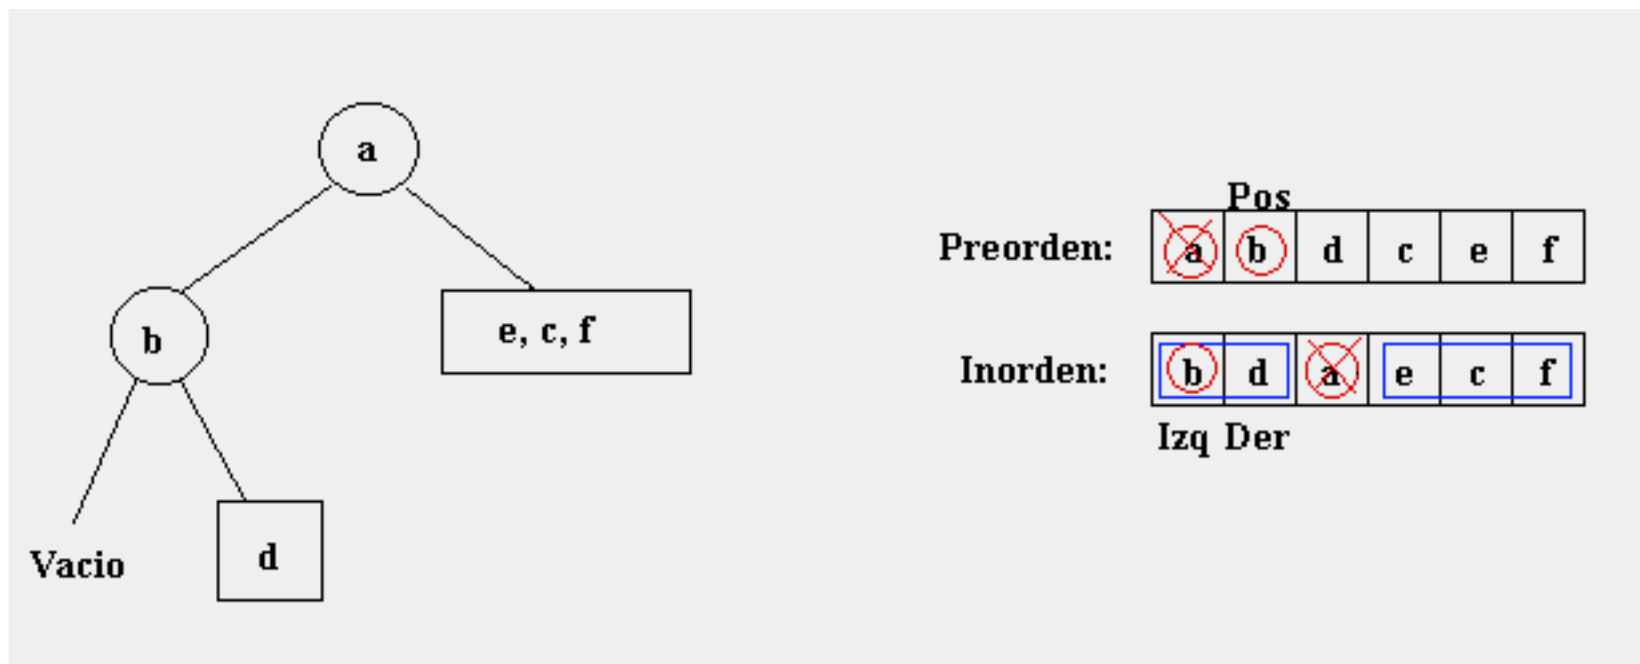 a
b
e, c, f
Vacio
d
Pos
Preorden: a b d c e f
Inorden: b d a e c f
Izq Der